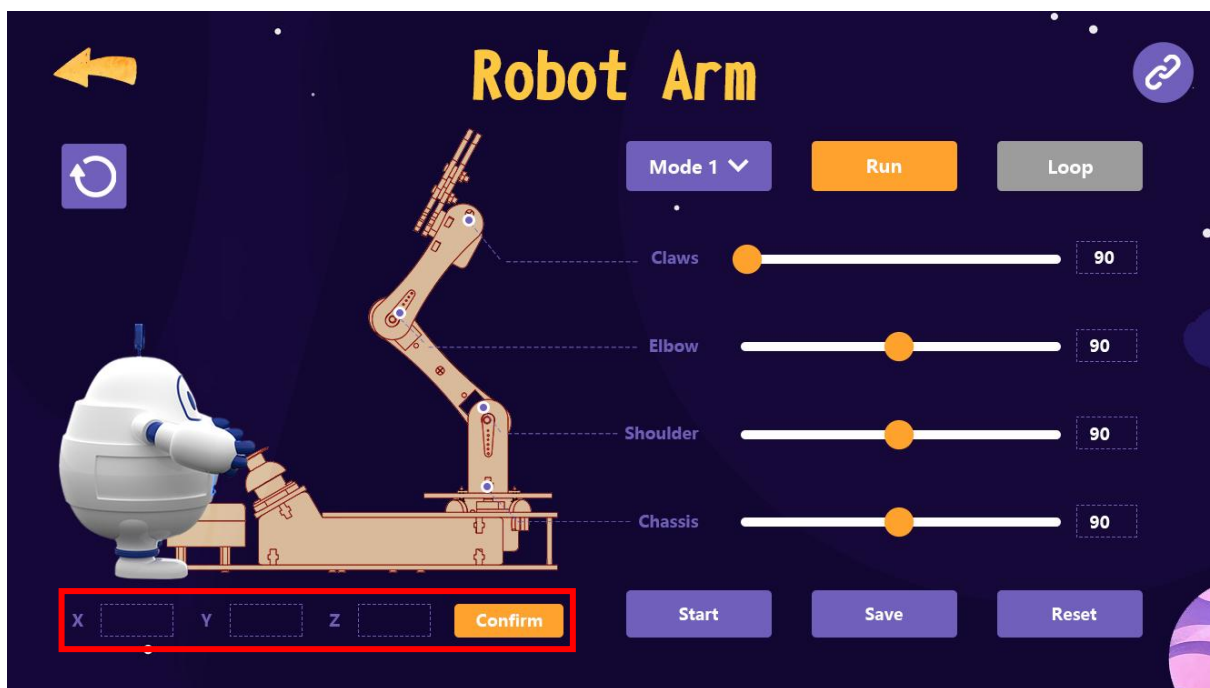 Robot Arm
Mode 1 Run Loop
Claws 90
Elbow 90
Shoulder 90
Chassis 90
X Y Z Confirm
Start Save Reset